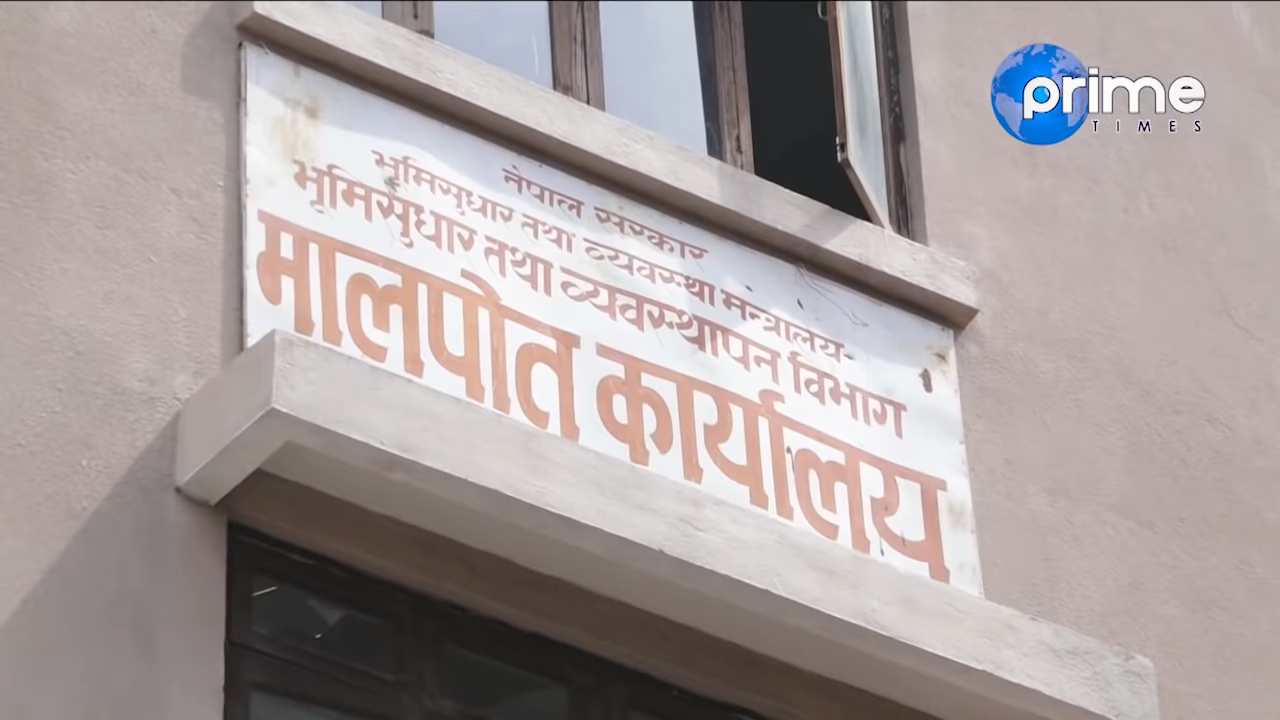 नेपाल सरकार
भूमिसुधार तथा व्यवस्था मन्त्रालय
भूमिसुधार तथा व्यवस्थापन विभाग
मालपोत कार्यालय
prime
TIMES